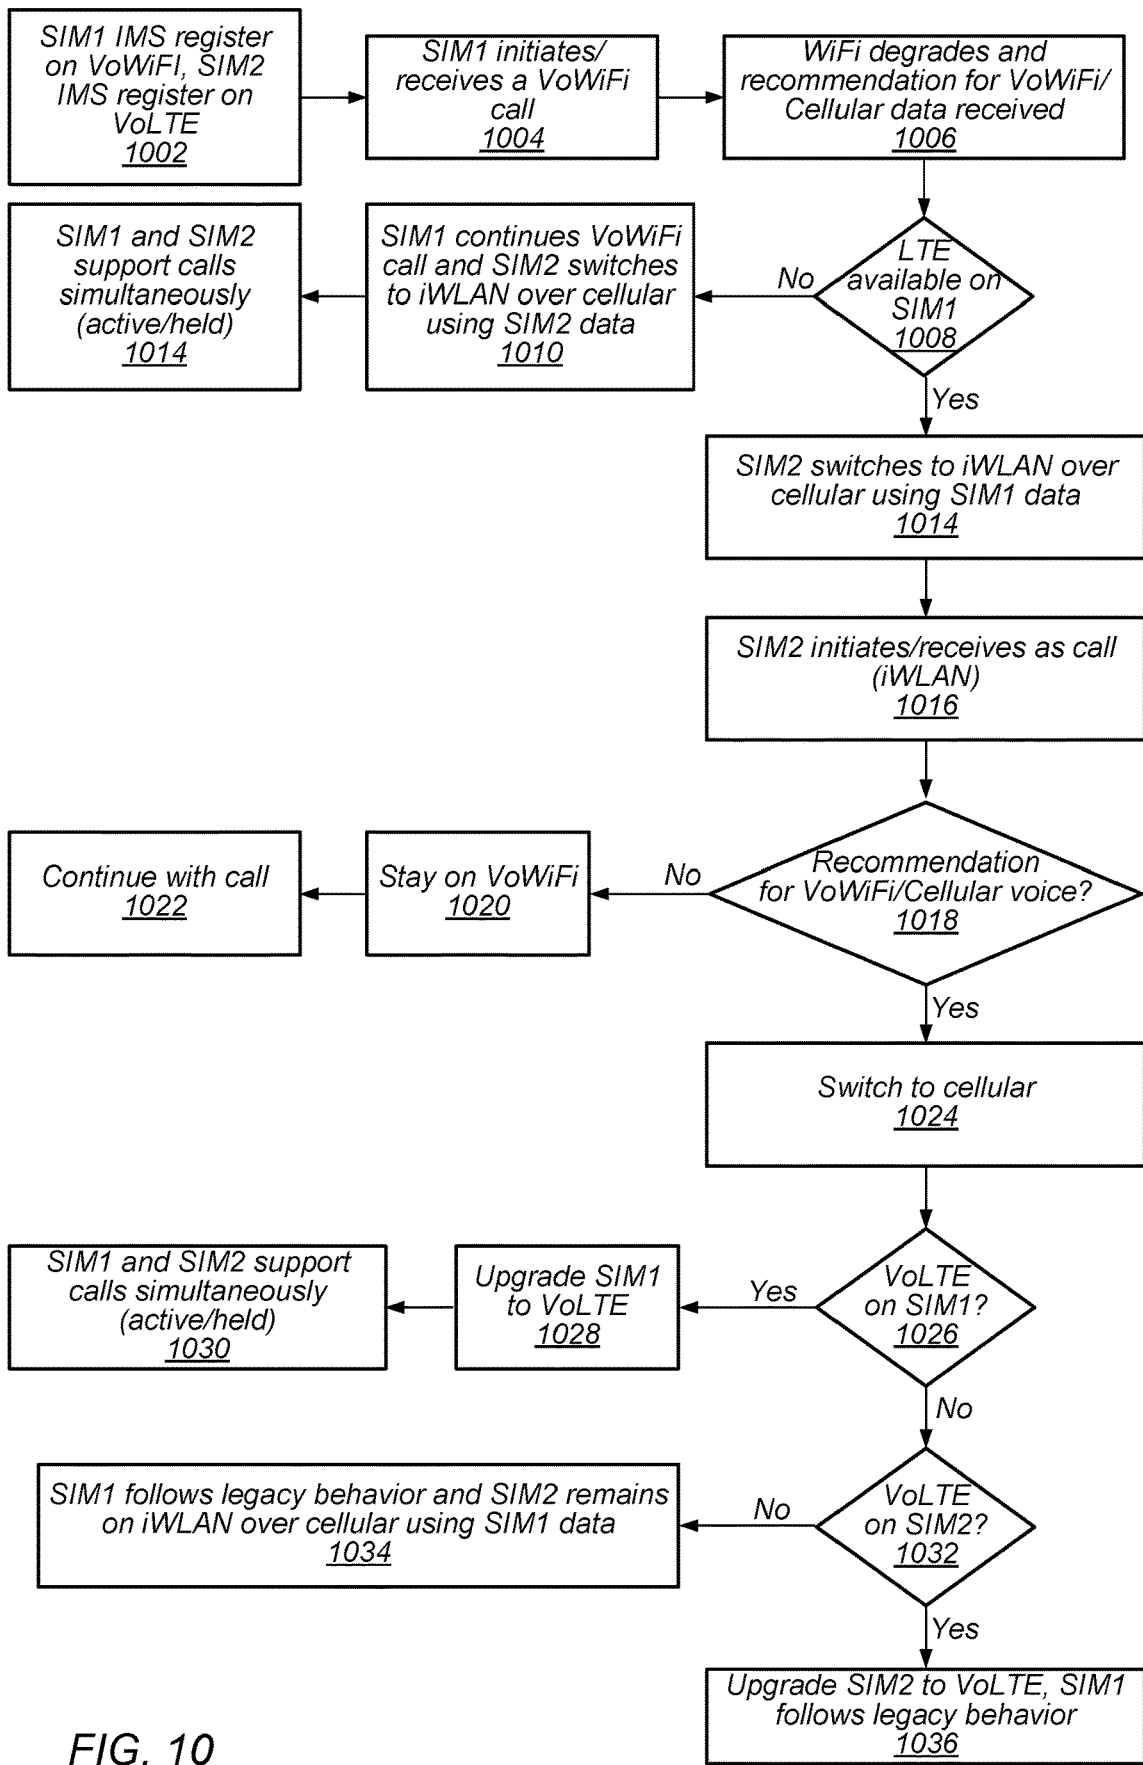 SIM1 IMS register
on VoWiFI, SIM2
IMS register on
VoLTE
1002
SIM1 initiates/
receives a VoWiFi
call
1004
WiFi degrades and
recommendation for VoWiFi/
Cellular data received
1006
SIM1 and SIM2
support calls
simultaneously
(active/held)
1014
SIM1 continues VoWiFi
call and SIM2 switches
to iWLAN over cellular
using SIM2 data
1010
No
LTE
available on
SIM1
1008
Yes
SIM2 switches to iWLAN over
cellular using SIM1 data
1014
SIM2 initiates/receives as call
(iWLAN)
1016
Continue with call
1022
Stay on VoWiFi
1020
No
Recommendation
for VoWiFi/Cellular voice?
1018
Yes
Switch to cellular
1024
SIM1 and SIM2 support
calls simultaneously
(active/held)
1030
Upgrade SIM1
to VoLTE
1028
Yes
VoLTE
on SIM1?
1026
No
SIM1 follows legacy behavior and SIM2 remains
on iWLAN over cellular using SIM1 data
1034
No
VoLTE
on SIM2?
1032
Yes
Upgrade SIM2 to VoLTE, SIM1
follows legacy behavior
1036
FIG. 10